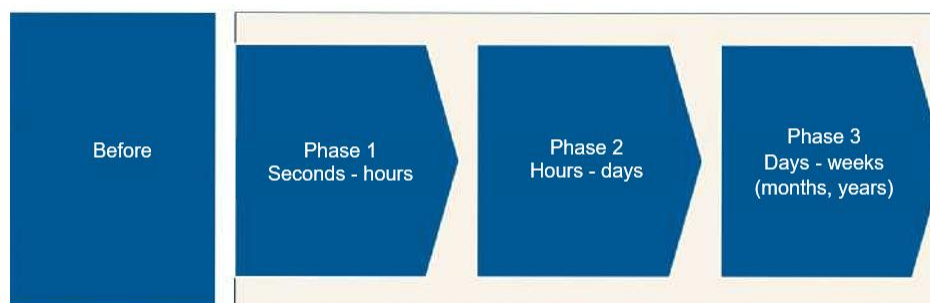 Before
Phase 1
Seconds - hours
Phase 2
Hours - days
Phase 3
Days - weeks
(months, years)